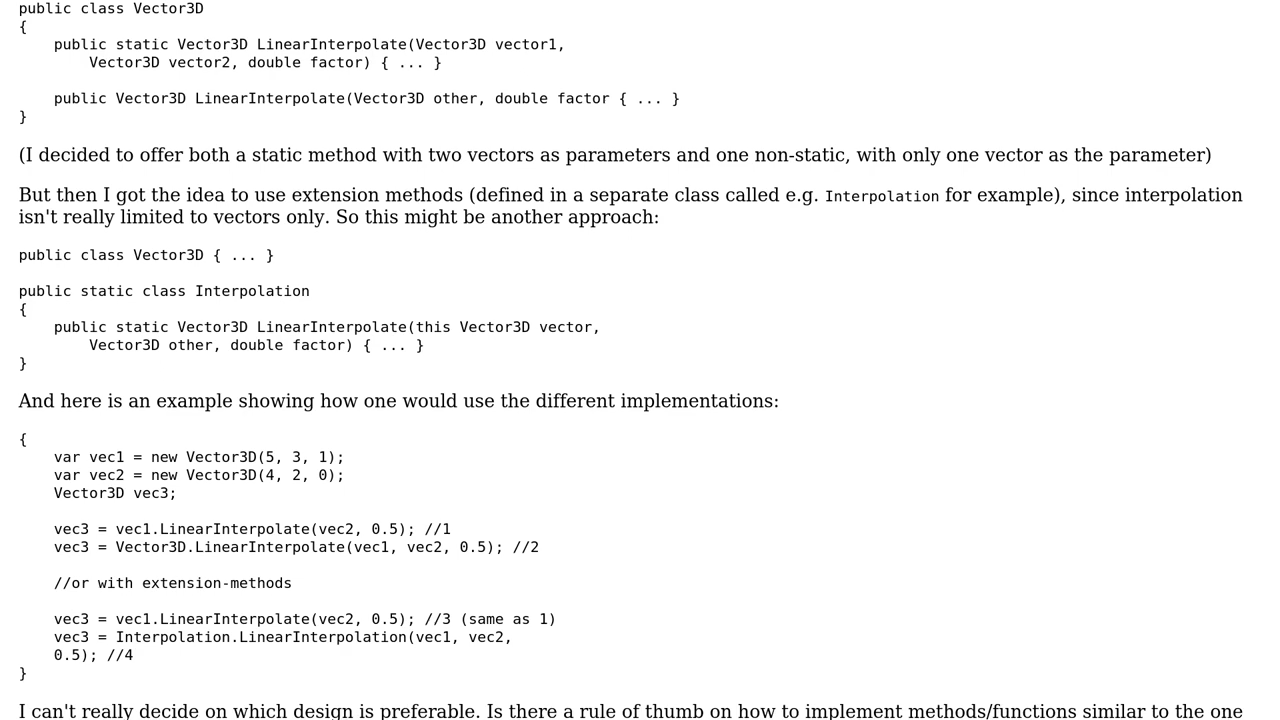 public class Vector3D
{
    public static Vector3D LinearInterpolate(Vector3D vector1,
        Vector3D vector2, double factor) { ... }

    public Vector3D LinearInterpolate(Vector3D other, double factor { ... }
}
(I decided to offer both a static method with two vectors as parameters and one non-static, with only one vector as the parameter)
But then I got the idea to use extension methods (defined in a separate class called e.g. Interpolation for example), since interpolation
isn't really limited to vectors only. So this might be another approach:
public class Vector3D { ... }

public static class Interpolation
{
    public static Vector3D LinearInterpolate(this Vector3D vector,
        Vector3D other, double factor) { ... }
}
And here is an example showing how one would use the different implementations:
{
    var vec1 = new Vector3D(5, 3, 1);
    var vec2 = new Vector3D(4, 2, 0);
    Vector3D vec3;

    vec3 = vec1.LinearInterpolate(vec2, 0.5); //1
    vec3 = Vector3D.LinearInterpolate(vec1, vec2, 0.5); //2

    //or with extension-methods

    vec3 = vec1.LinearInterpolate(vec2, 0.5); //3 (same as 1)
    vec3 = Interpolation.LinearInterpolation(vec1, vec2,
    0.5); //4
}
I can't really decide on which design is preferable. Is there a rule of thumb on how to implement methods/functions similar to the one